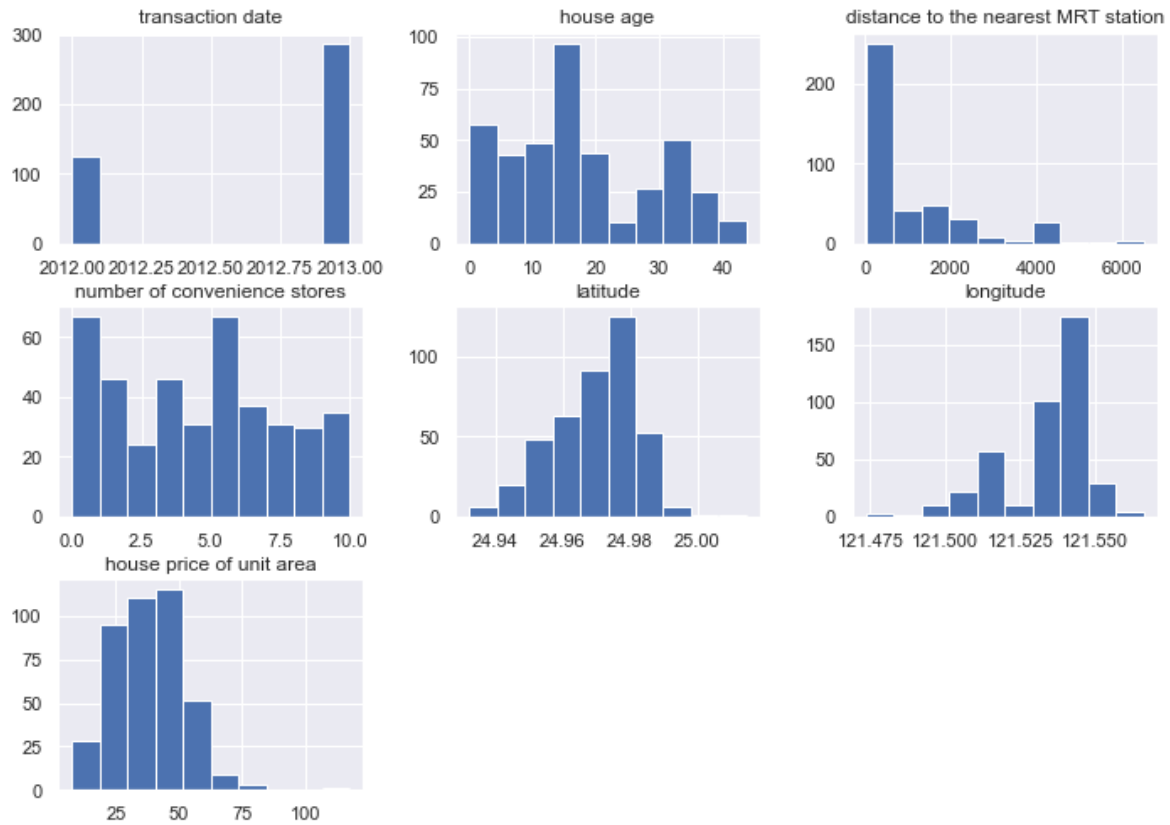 transaction date
300
200
100
0
2012.00 2012.25 2012.50 2012.75 2013.00
house age
100
75
50
25
0
0 10 20 30 40
distance to the nearest MRT station
200
100
0
0 2000 4000 6000
number of convenience stores
60
40
20
0
0.0 2.5 5.0 7.5 10.0
latitude
100
50
0
24.94 24.96 24.98 25.00
longitude
150
100
50
0
121.475 121.500 121.525 121.550
house price of unit area
100
75
50
25
0
25 50 75 100